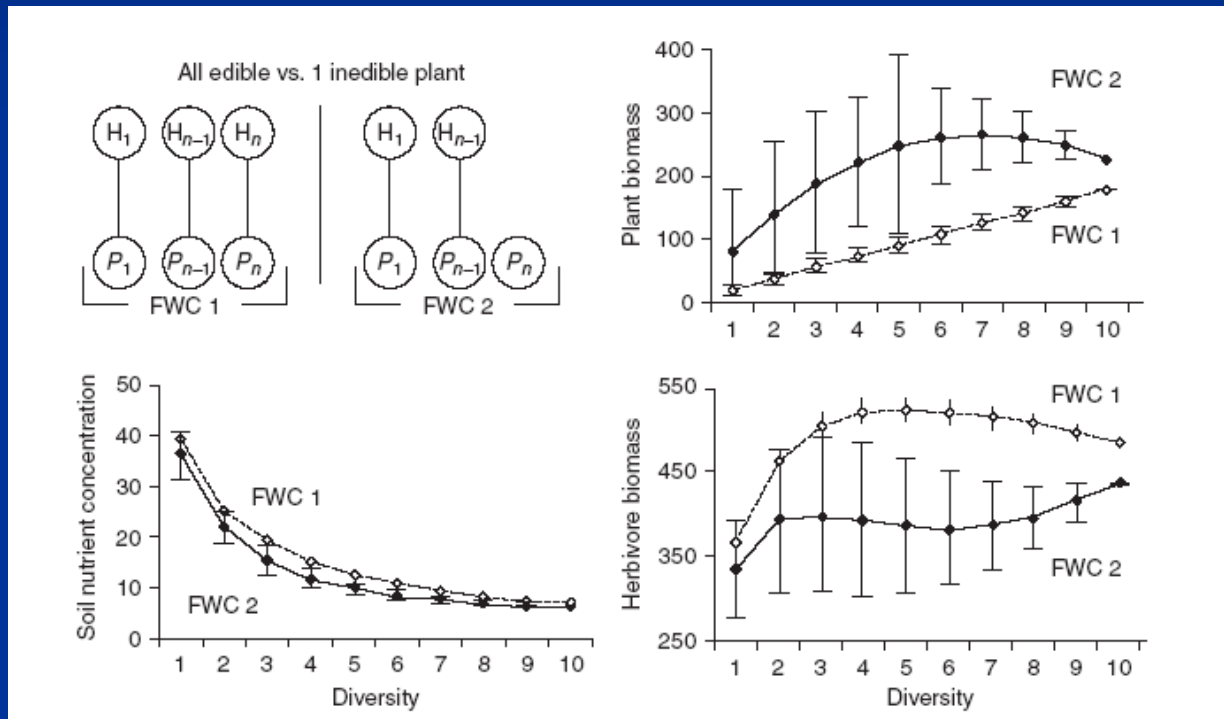 All edible vs. 1 inedible plant
H1 Hn–1 Hn H1 Hn–1
P1 Pn–1 Pn P1 Pn–1 Pn
FWC 1 FWC 2
Plant biomass
400
300
200
100
0
FWC 2
FWC 1
1 2 3 4 5 6 7 8 9 10
Soil nutrient concentration
50
40
30
20
10
0
FWC 1
FWC 2
1 2 3 4 5 6 7 8 9 10
Diversity
Herbivore biomass
550
450
350
250
FWC 1
FWC 2
1 2 3 4 5 6 7 8 9 10
Diversity